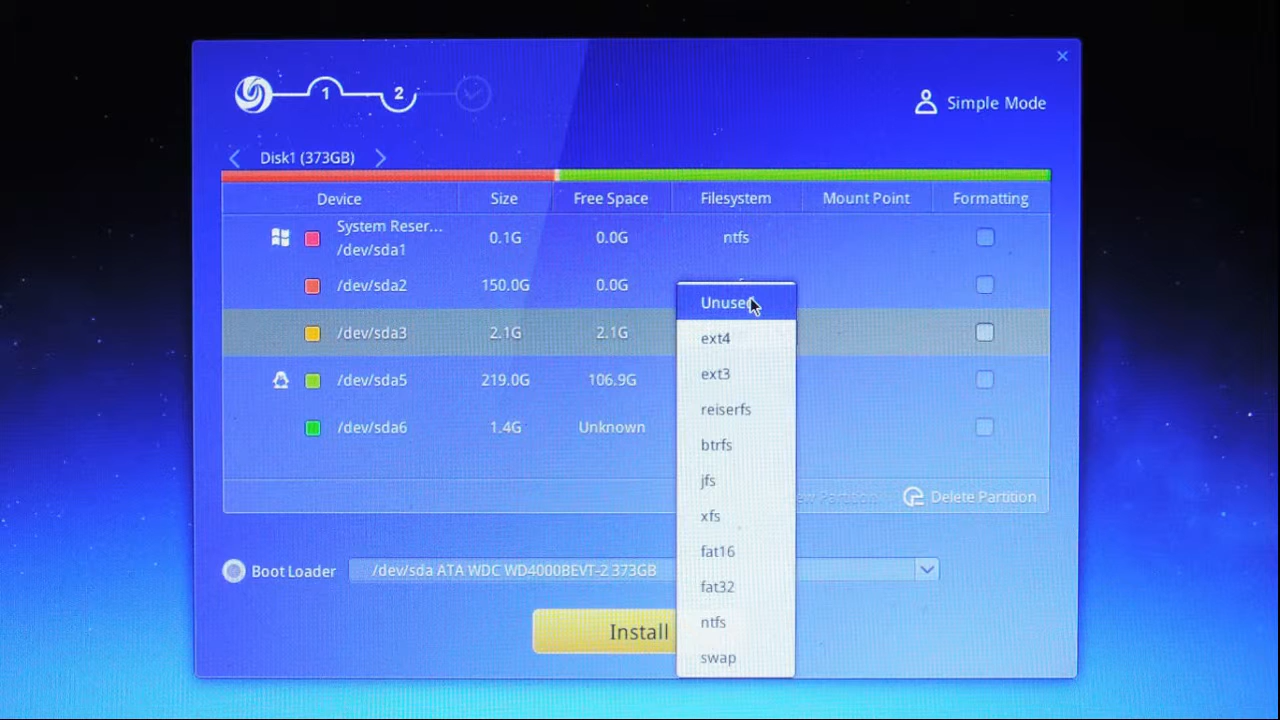 1 2
Simple Mode
Disk1 (373GB)
Device Size Free Space Filesystem Mount Point Formatting
System Reser...
/dev/sda1 0.1G 0.0G ntfs
/dev/sda2 150.0G 0.0G
/dev/sda3 2.1G 2.1G
/dev/sda5 219.0G 106.9G
/dev/sda6 1.4G Unknown
Unused
ext4
ext3
reiserfs
btrfs
jfs
xfs
fat16
fat32
ntfs
swap
Partition Delete Partition
Boot Loader /dev/sda ATA WDC WD4000BEVT-2 373GB
Install